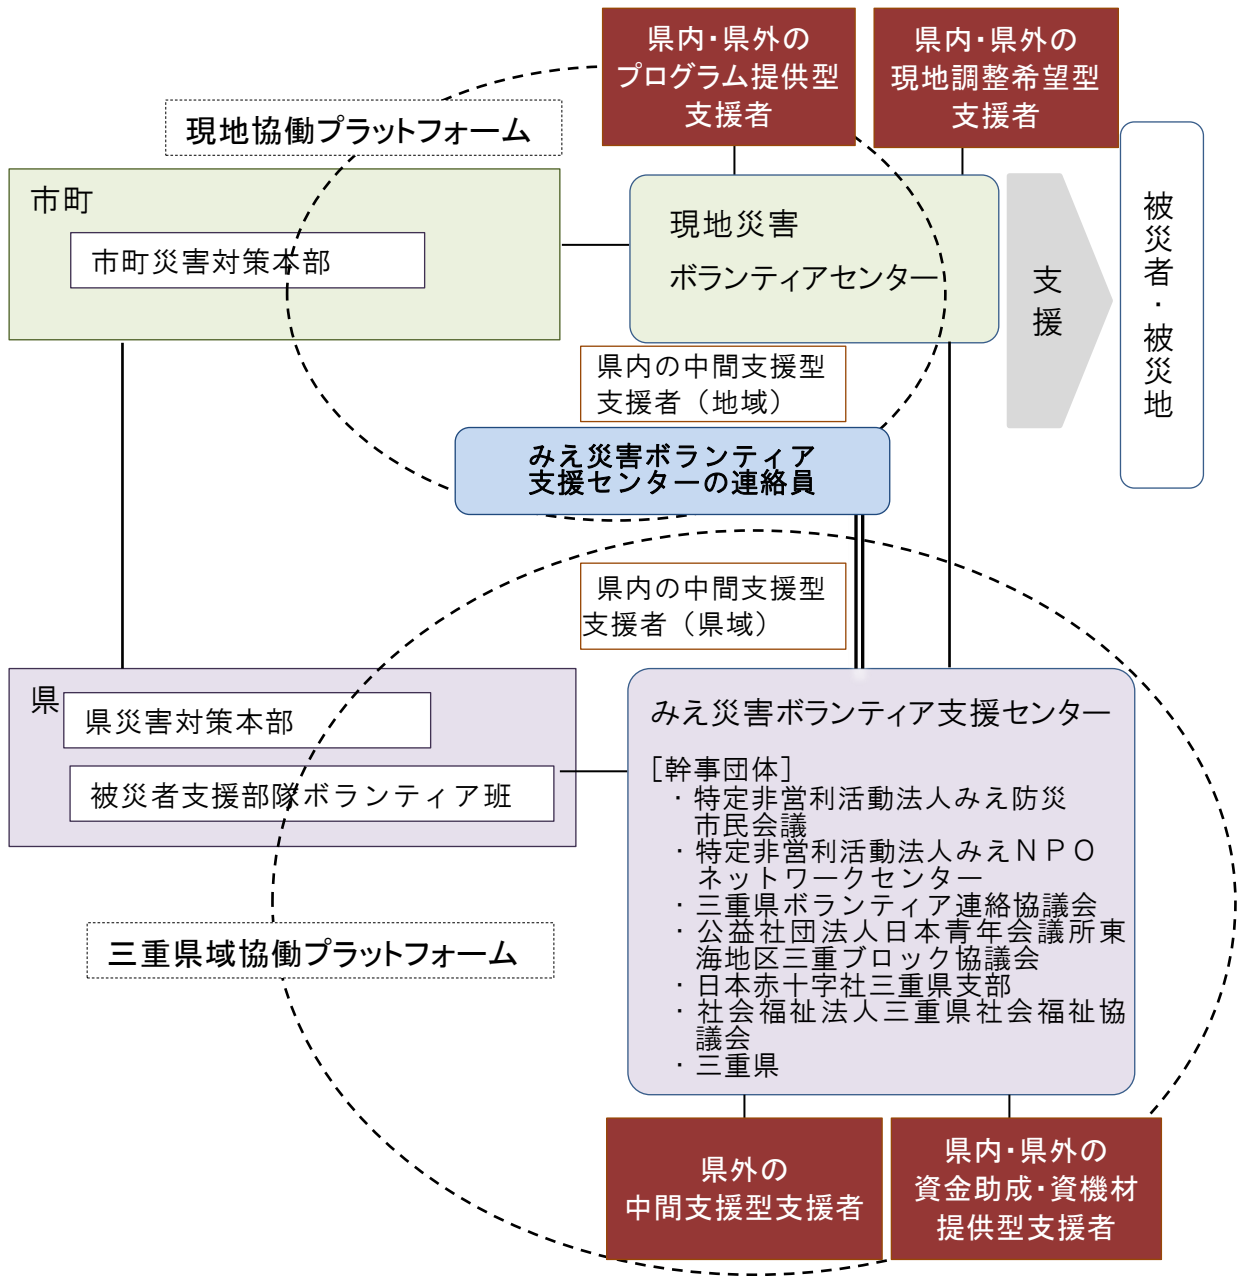 県内・県外の
プログラム提供型
支援者
県内・県外の
現地調整希望型
支援者
現地協働プラットフォーム
市町
市町災害対策本部
現地災害
ボランティアセンター
支援
被災者・被災地
県内の中間支援型
支援者（地域）
みえ災害ボランティア
支援センターの連絡員
県内の中間支援型
支援者（県域）
県
県災害対策本部
被災者支援部隊ボランティア班
みえ災害ボランティア支援センター
［幹事団体］
・特定非営利活動法人みえ防災
市民会議
・特定非営利活動法人みえＮＰＯ
ネットワークセンター
・三重県ボランティア連絡協議会
・公益社団法人日本青年会議所東
海地区三重ブロック協議会
・日本赤十字社三重県支部
・社会福祉法人三重県社会福祉協
議会
・三重県
三重県域協働プラットフォーム
県外の
中間支援型支援者
県内・県外の
資金助成・資機材
提供型支援者